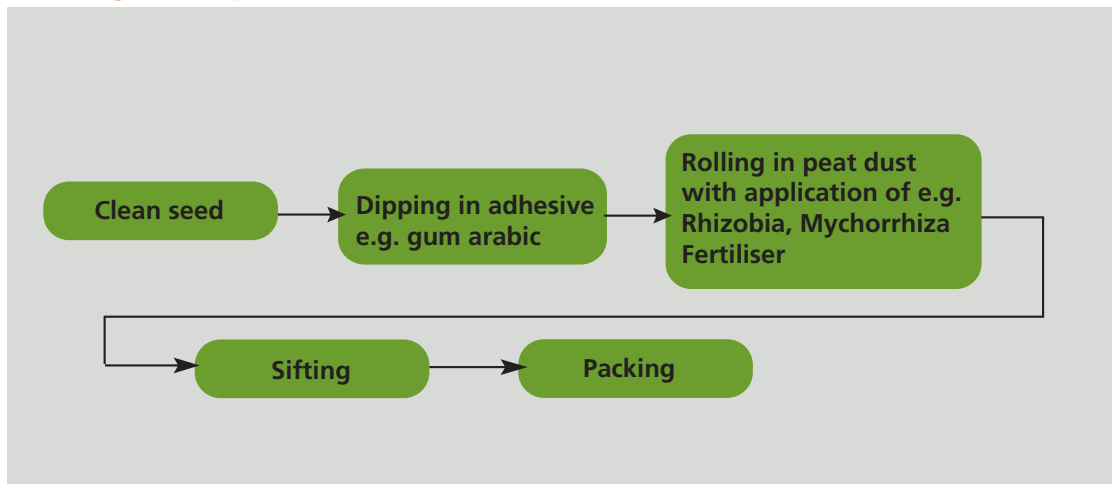 Clean seed
Dipping in adhesive
e.g. gum arabic
Rolling in peat dust
with application of e.g.
Rhizobia, Mychorrhiza
Fertiliser
Sifting
Packing